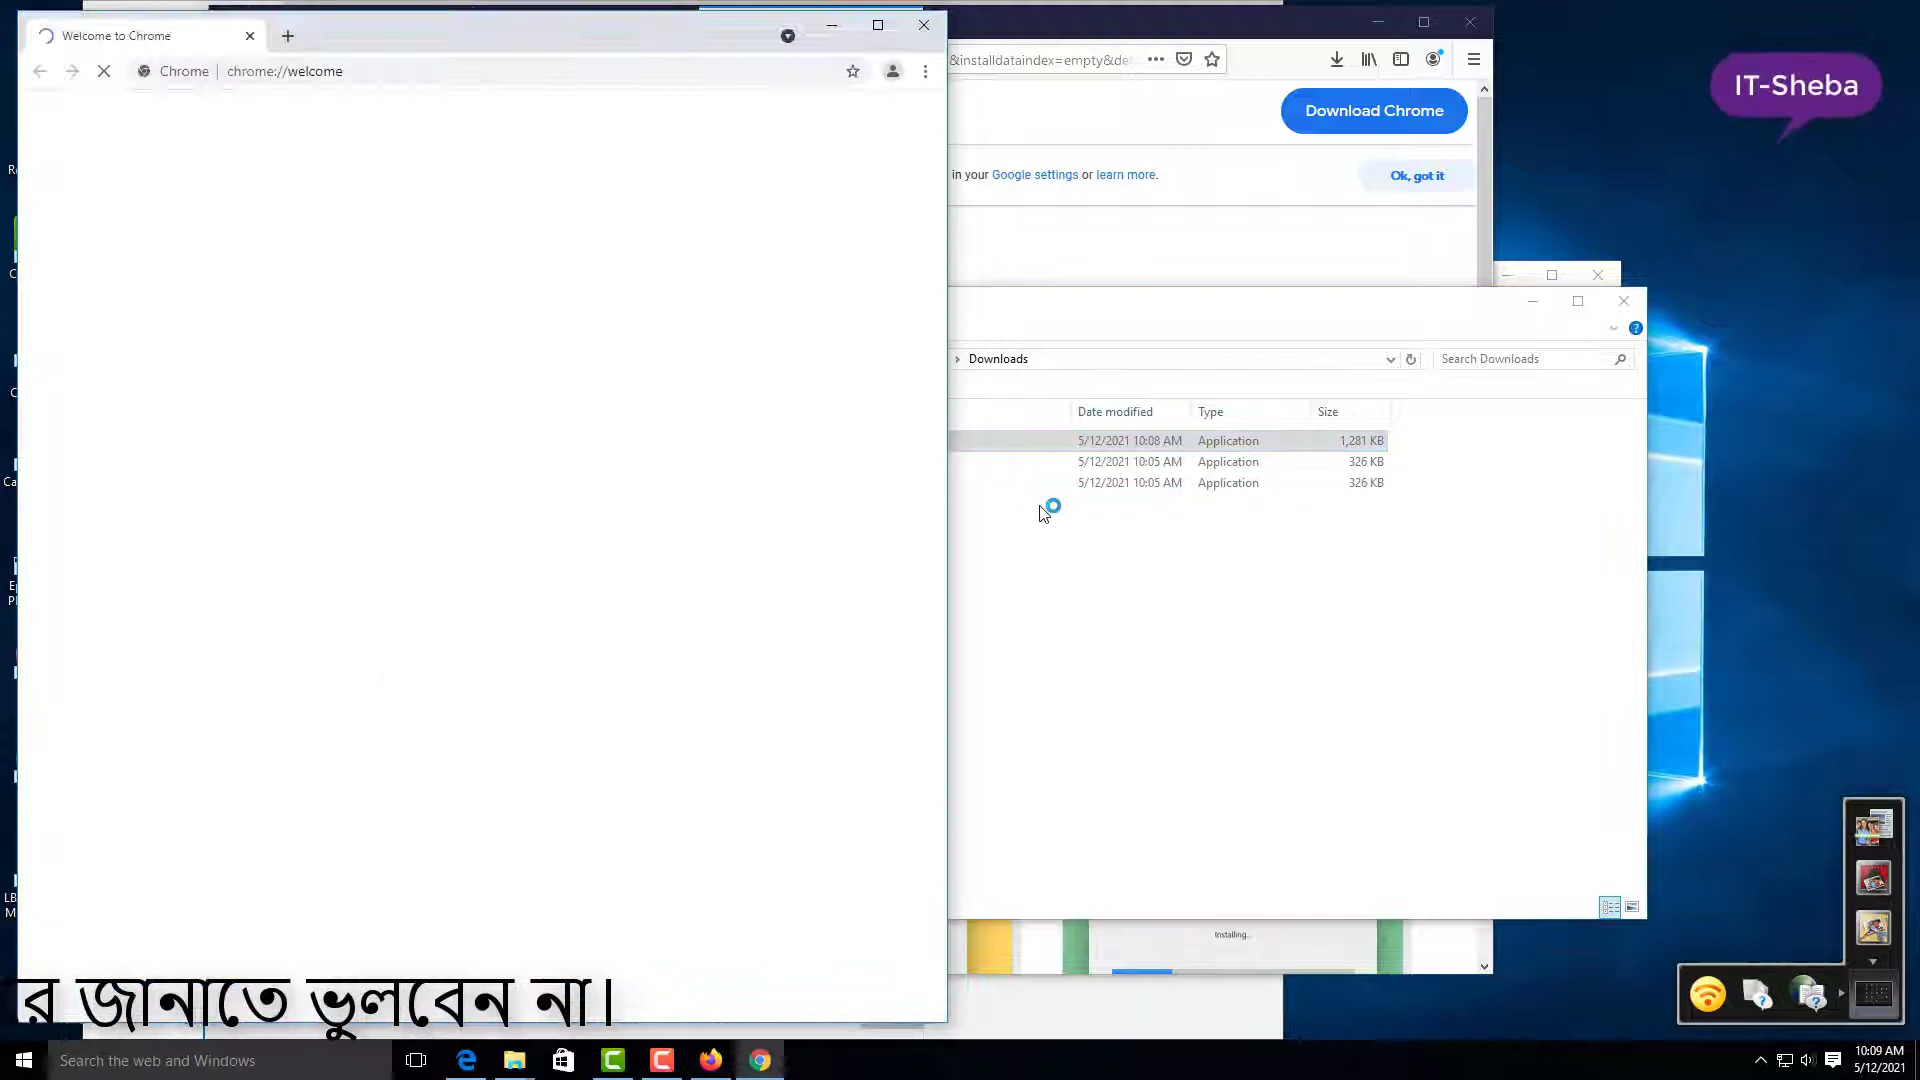 Welcome to Chrome
Chrome
chrome://welcome
&installdataindex=empty&de
IT-Sheba
Download Chrome
in your Google settings or learn more.
Ok, got it
Downloads
Search Downloads
Date modified
Type
Size
5/12/2021 10:08 AM
Application
1,281 KB
5/12/2021 10:05 AM
Application
326 KB
5/12/2021 10:05 AM
Application
326 KB
Installing...
র জানাতে ভুলবেন না।
Search the web and Windows
10:09 AM
5/12/2021